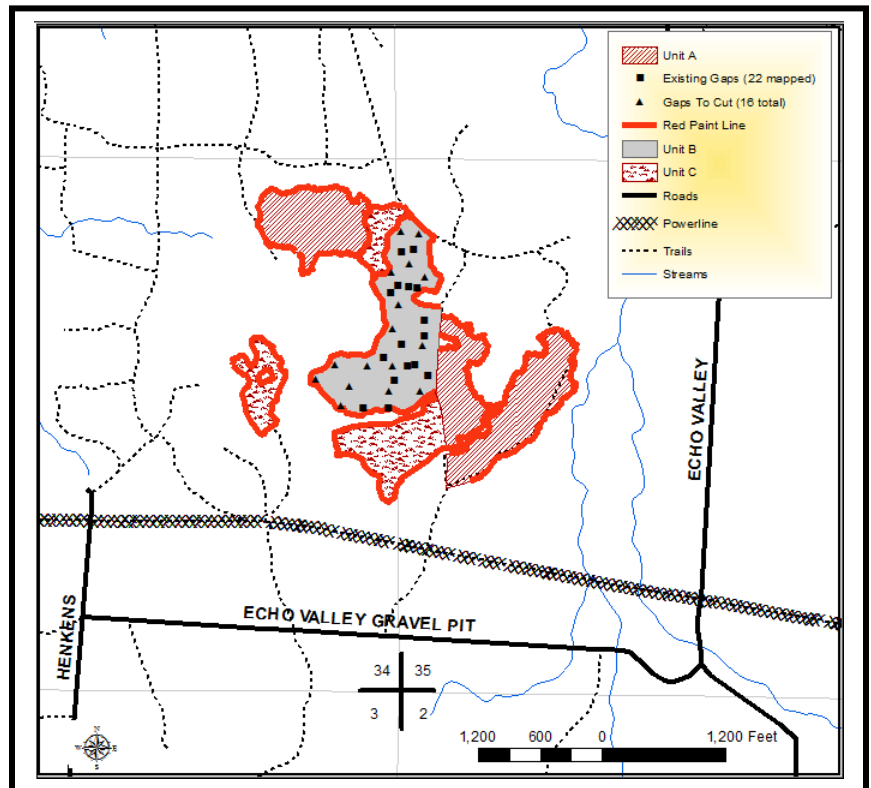 Unit A
Existing Gaps (22 mapped)
Gaps To Cut (16 total)
Red Paint Line
Unit B
Unit C
Roads
Powerline
Trails
Streams
ECHO VALLEY
HENKENS
ECHO VALLEY GRAVEL PIT
34 35
3 2
N
W E
S
1,200 600 0 1,200 Feet